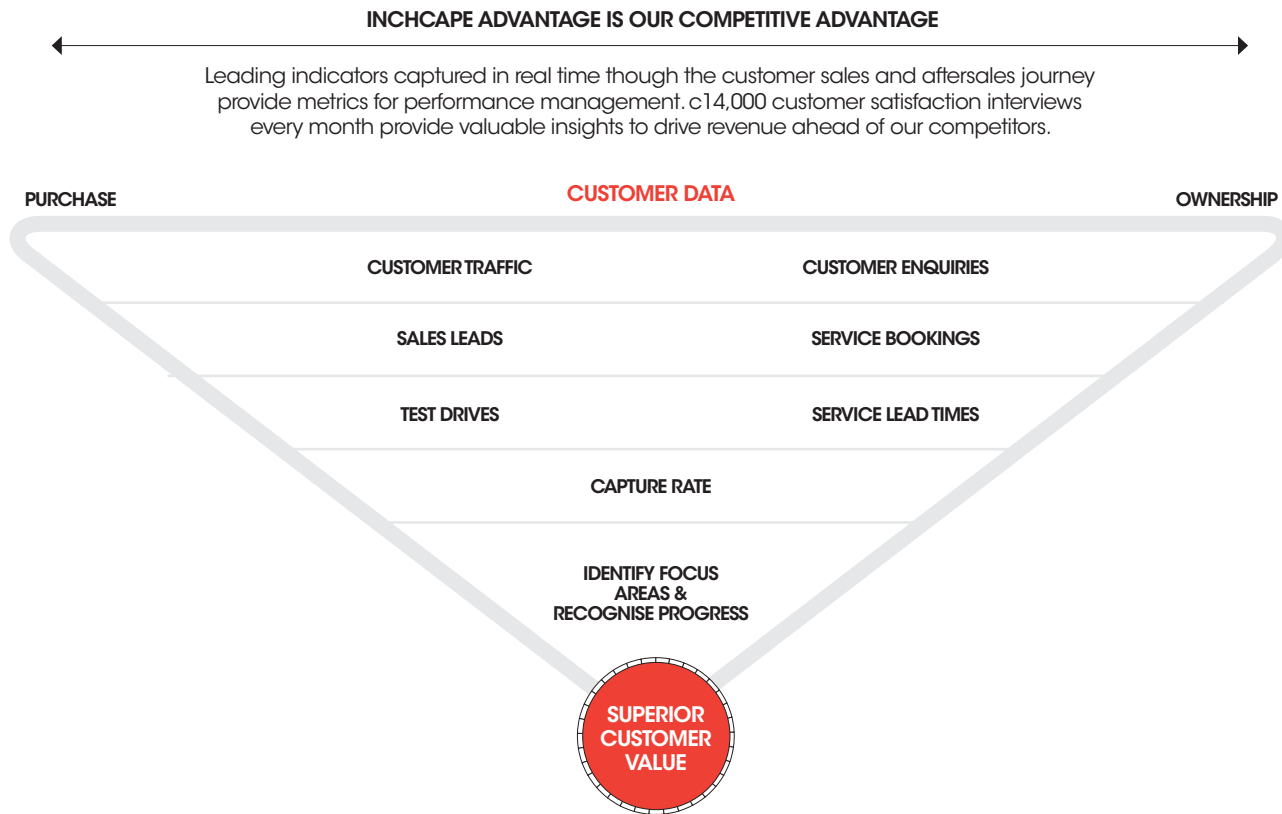 INCHCAPE ADVANTAGE IS OUR COMPETITIVE ADVANTAGE
Leading indicators captured in real time though the customer sales and aftersales journey
provide metrics for performance management. c14,000 customer satisfaction interviews
every month provide valuable insights to drive revenue ahead of our competitors.
PURCHASE
CUSTOMER DATA
OWNERSHIP
CUSTOMER TRAFFIC
CUSTOMER ENQUIRIES
SALES LEADS
SERVICE BOOKINGS
TEST DRIVES
SERVICE LEAD TIMES
CAPTURE RATE
IDENTIFY FOCUS
AREAS &
RECOGNISE PROGRESS
SUPERIOR
CUSTOMER
VALUE